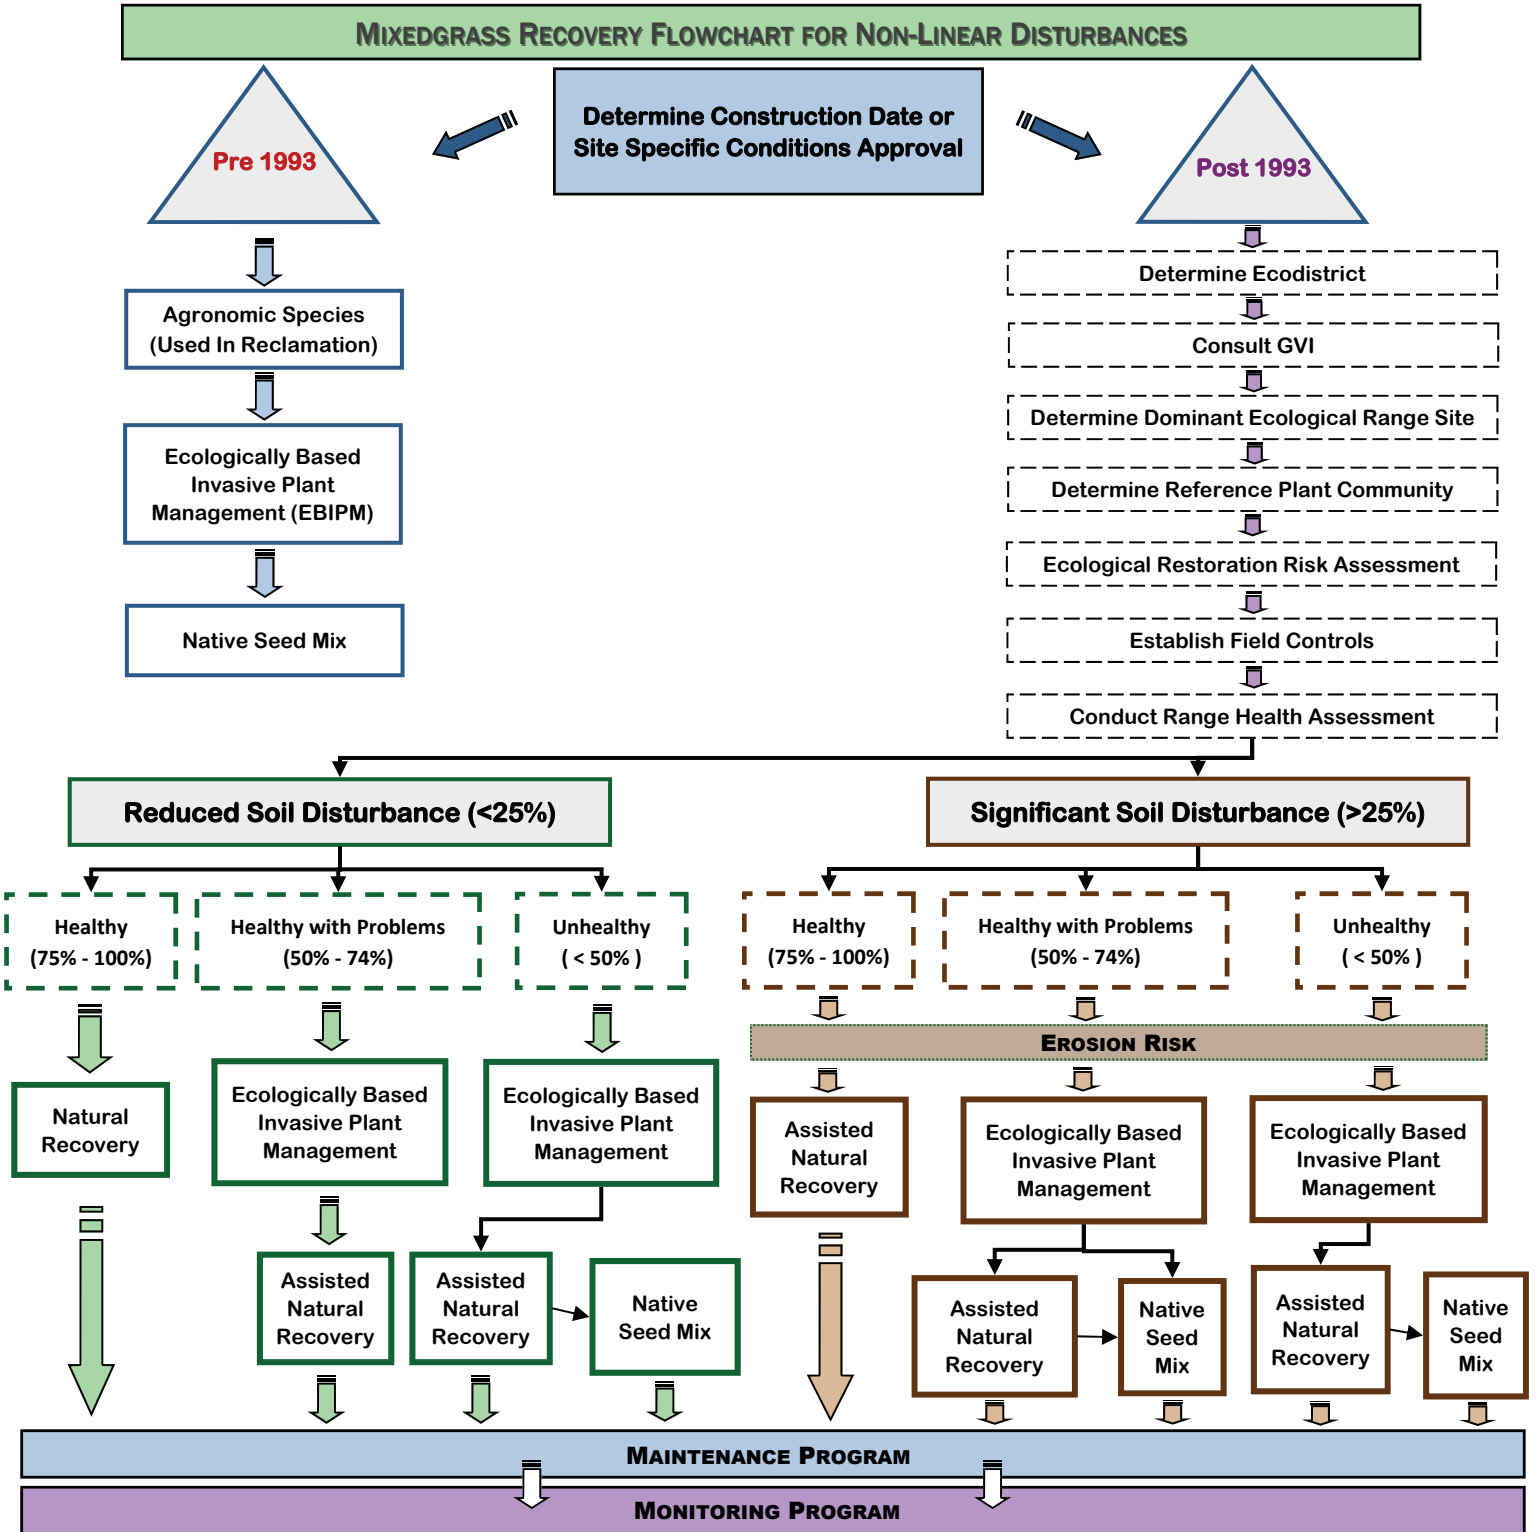 MIXEDGRASS RECOVERY FLOWCHART FOR NON-LINEAR DISTURBANCES
Determine Construction Date or
Site Specific Conditions Approval
Pre 1993
Agronomic Species
(Used In Reclamation)
Ecologically Based
Invasive Plant
Management (EBIPM)
Native Seed Mix
Post 1993
Determine Ecodistrict
Consult GVI
Determine Dominant Ecological Range Site
Determine Reference Plant Community
Ecological Restoration Risk Assessment
Establish Field Controls
Conduct Range Health Assessment
Reduced Soil Disturbance (<25%)
Healthy
(75% - 100%)
Healthy with Problems
(50% - 74%)
Unhealthy
( < 50% )
Natural
Recovery
Ecologically Based
Invasive Plant
Management
Ecologically Based
Invasive Plant
Management
Assisted
Natural
Recovery
Assisted
Natural
Recovery
Native
Seed Mix
Significant Soil Disturbance (>25%)
Healthy
(75% - 100%)
Healthy with Problems
(50% - 74%)
Unhealthy
( < 50% )
EROSION RISK
Assisted
Natural
Recovery
Ecologically Based
Invasive Plant
Management
Ecologically Based
Invasive Plant
Management
Assisted
Natural
Recovery
Native
Seed
Mix
Assisted
Natural
Recovery
Native
Seed
Mix
MAINTENANCE PROGRAM
MONITORING PROGRAM